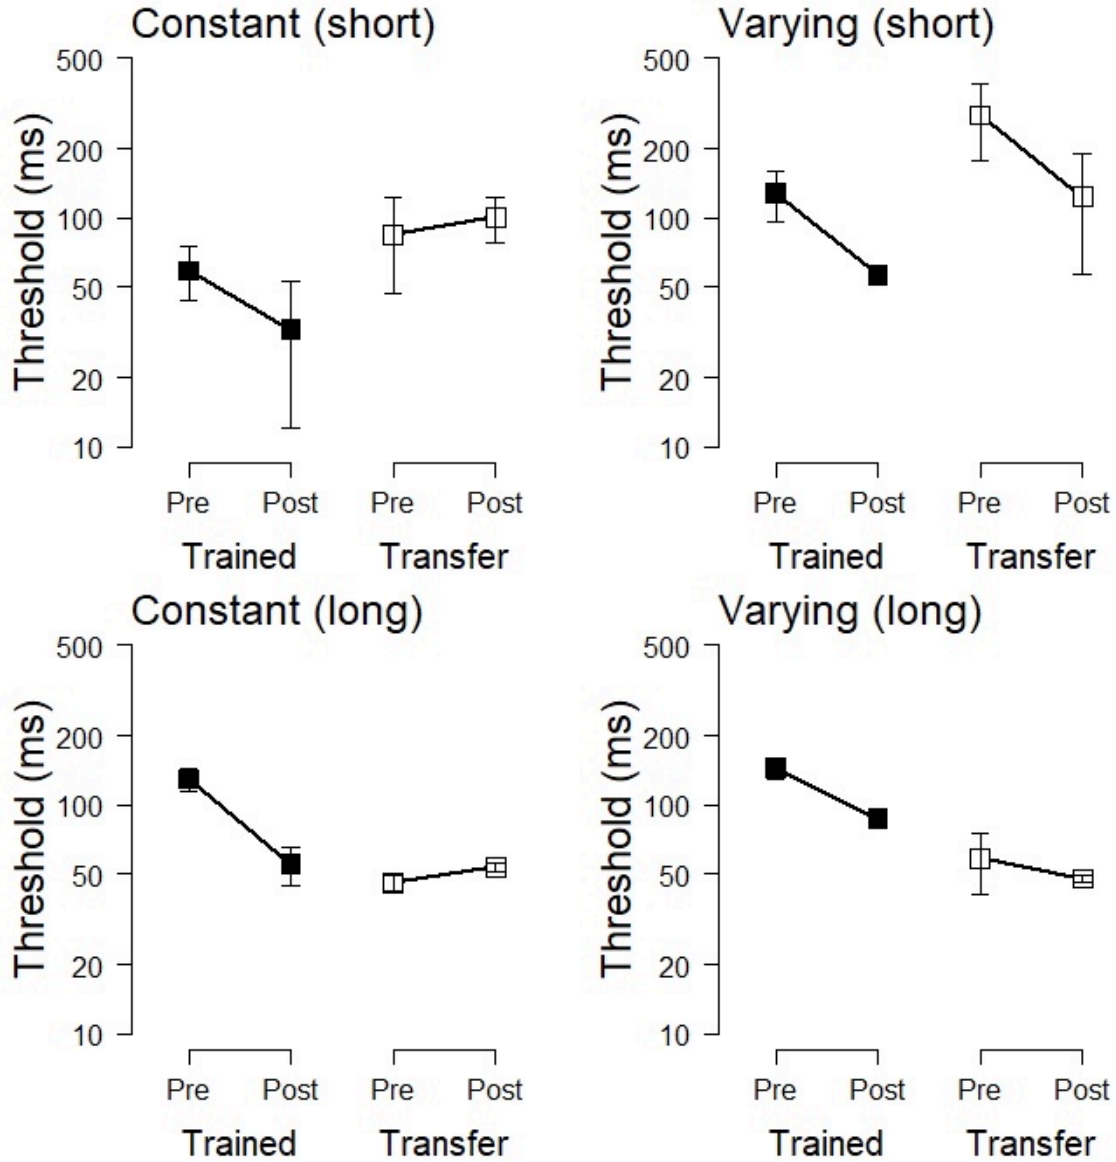 Constant (short)
Threshold (ms)
500
200
100
50
20
10
Pre Post Pre Post
Trained Transfer
Varying (short)
Threshold (ms)
500
200
100
50
20
10
Pre Post Pre Post
Trained Transfer
Constant (long)
Threshold (ms)
500
200
100
50
20
10
Pre Post Pre Post
Trained Transfer
Varying (long)
Threshold (ms)
500
200
100
50
20
10
Pre Post Pre Post
Trained Transfer